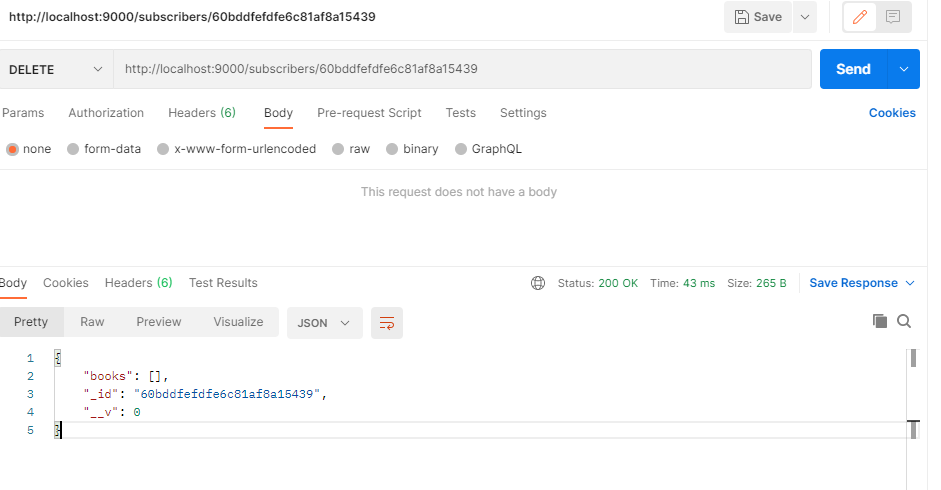 http://localhost:9000/subscribers/60bddfefdfe6c81af8a15439 Save
DELETE http://localhost:9000/subscribers/60bddfefdfe6c81af8a15439 Send
Params Authorization Headers (6) Body Pre-request Script Tests Settings Cookies
none form-data x-www-form-urlencoded raw binary GraphQL
This request does not have a body
Body Cookies Headers (6) Test Results Status: 200 OK Time: 43 ms Size: 265 B Save Response
Pretty Raw Preview Visualize JSON
1 {
2 "books": [],
3 "_id": "60bddfefdfe6c81af8a15439",
4 "__v": 0
5 }